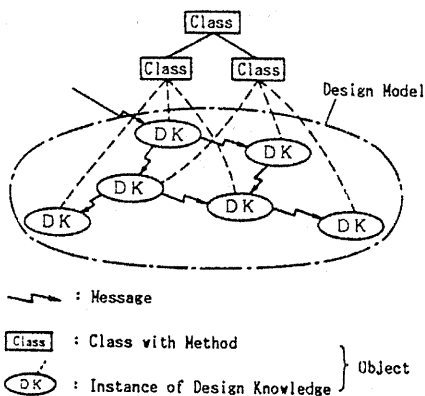 Class
Class Class
Design Model
DK
DK
DK
DK
DK
DK
: Message
Class : Class with Method
Object
DK : Instance of Design Knowledge